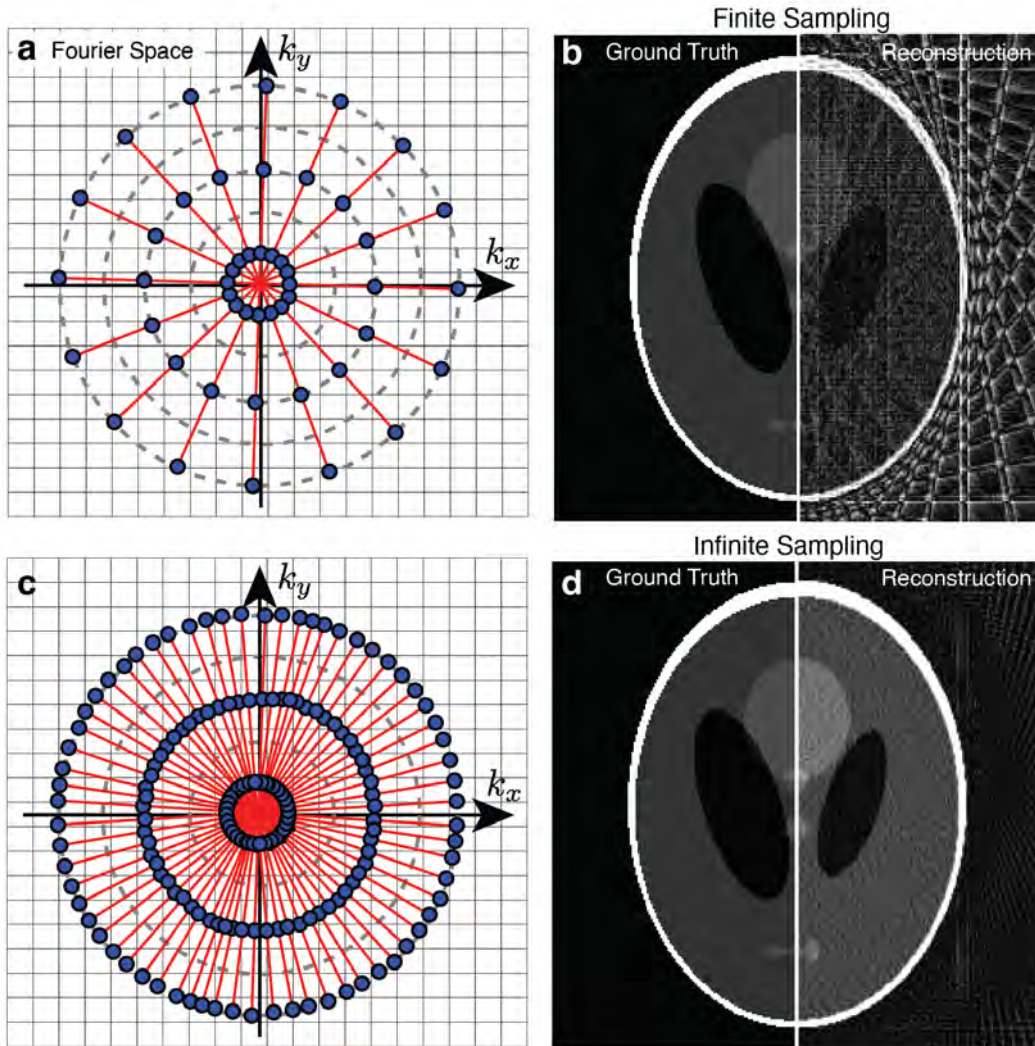 Finite Sampling
a Fourier Space
k_y
k_x
b Ground Truth
Reconstruction
Infinite Sampling
c
k_y
k_x
d Ground Truth
Reconstruction